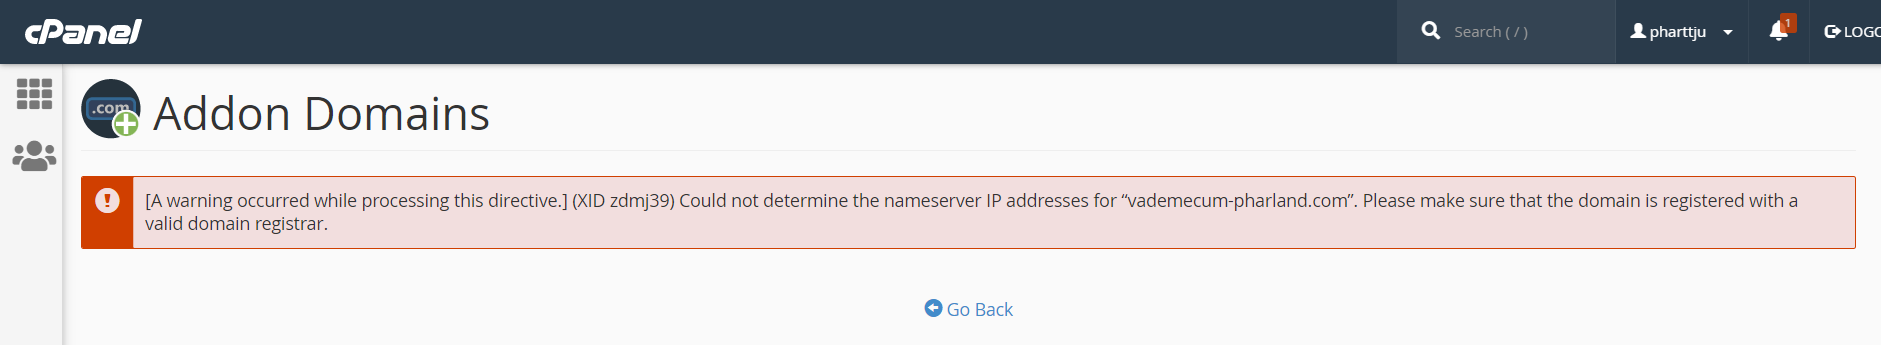 cPanel
Search ( / )
pharttju
1
LOGO
.com
Addon Domains
[A warning occurred while processing this directive.] (XID zdmj39) Could not determine the nameserver IP addresses for “vademecum-pharland.com”. Please make sure that the domain is registered with a
valid domain registrar.
Go Back